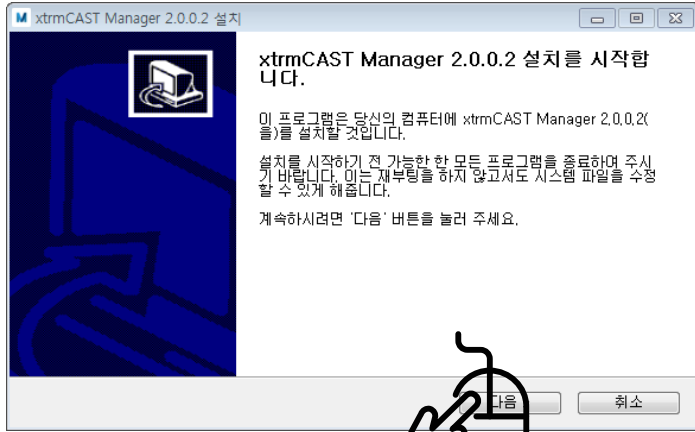 xtrmCAST Manager 2.0.0.2 설치
xtrmCAST Manager 2.0.0.2 설치를 시작합
니다.
이 프로그램은 당신의 컴퓨터에 xtrmCAST Manager 2.0.0.2(
을)를 설치할 것입니다.
설치를 시작하기 전 가능한 한 모든 프로그램을 종료하여 주시
기 바랍니다. 이는 재부팅을 하지 않고서도 시스템 파일을 수정
할 수 있게 해줍니다.
계속하시려면 '다음' 버튼을 눌러 주세요.
다음
취소